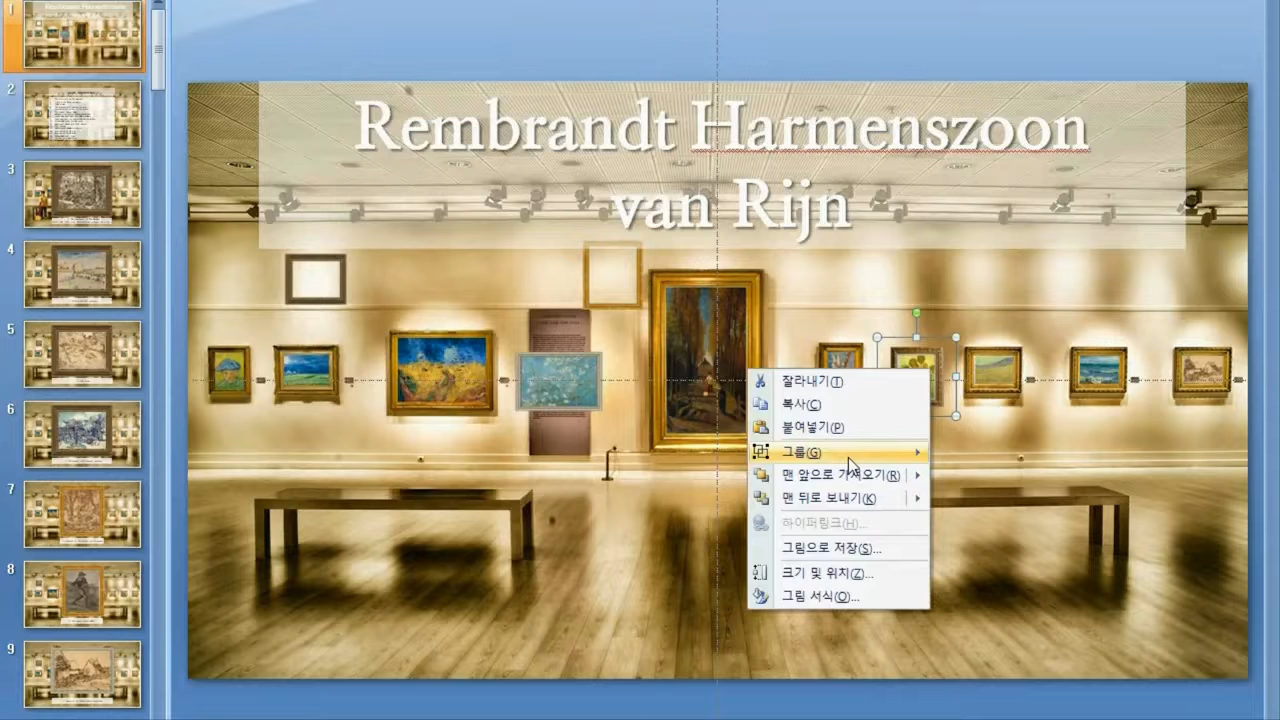 1
2
3
4
5
6
7
8
9
Rembrandt Harmenszoon
van Rijn
잘라내기(T)
복사(C)
붙여넣기(P)
그룹(G)
맨 앞으로 가져오기(R)
맨 뒤로 보내기(K)
하이퍼링크(H)...
그림으로 저장(S)...
크기 및 위치(Z)...
그림 서식(O)...